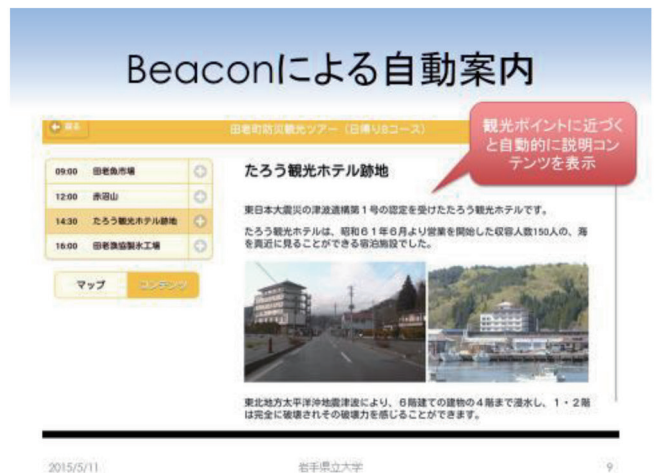 Beaconによる自動案内
戻る
田老町防災観光ツアー（日帰りBコース）
観光ポイントに近づく
と自動的に説明コン
テンツを表示
09:00 田老魚市場
12:00 赤沼山
14:30 たろう観光ホテル跡地
16:00 田老漁協製氷工場
マップ
コンテンツ
たろう観光ホテル跡地
東日本大震災の津波遺構第１号の認定を受けたたろう観光ホテルです。
たろう観光ホテルは、昭和６１年６月より営業を開始した収容人数150人の、海
を真近に見ることができる宿泊施設でした。
東北地方太平洋沖地震津波により、６階建ての建物の４階まで浸水し、１・２階
は完全に破壊されその破壊力を感じることができます。
2015/5/11
岩手県立大学
9